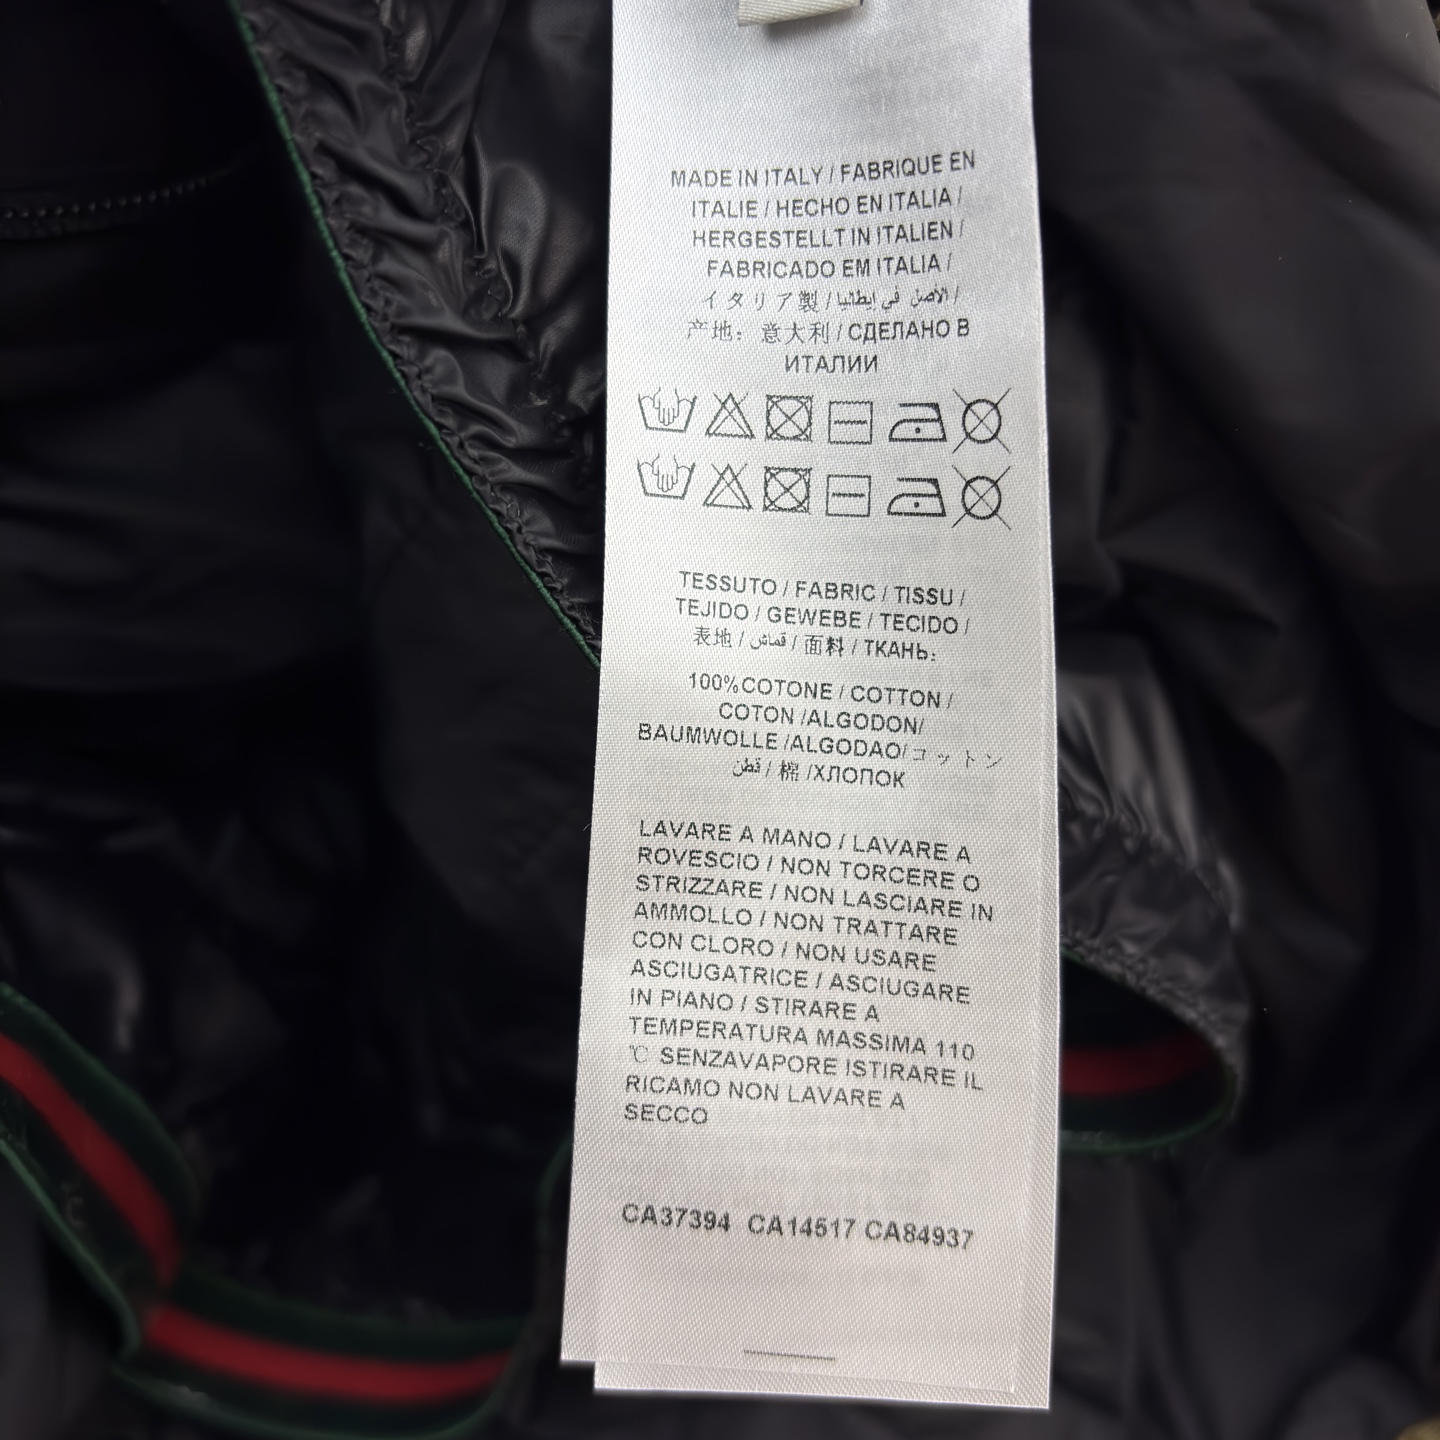 MADE IN ITALY / FABRIQUE EN
ITALIE / HECHO EN ITALIA /
HERGESTELLT IN ITALIEN /
FABRICADO EM ITALIA /
イタリア製 / الأصل في إيطاليا /
产地：意大利 / СДЕЛАНО В
ИТАЛИИ
TESSUTO / FABRIC / TISSU /
TEJIDO / GEWEBE / TECIDO /
表地 / قماش / 面料 / ТКАНЬ:
100%COTONE / COTTON /
COTON /ALGODON/
BAUMWOLLE /ALGODAO/ コットン
قطن / 棉 /ХЛОПОК
LAVARE A MANO / LAVARE A
ROVESCIO / NON TORCERE O
STRIZZARE / NON LASCIARE IN
AMMOLLO / NON TRATTARE
CON CLORO / NON USARE
ASCIUGATRICE / ASCIUGARE
IN PIANO / STIRARE A
TEMPERATURA MASSIMA 110
℃ SENZAVAPORE ISTIRARE IL
RICAMO NON LAVARE A
SECCO
CA37394 CA14517 CA84937